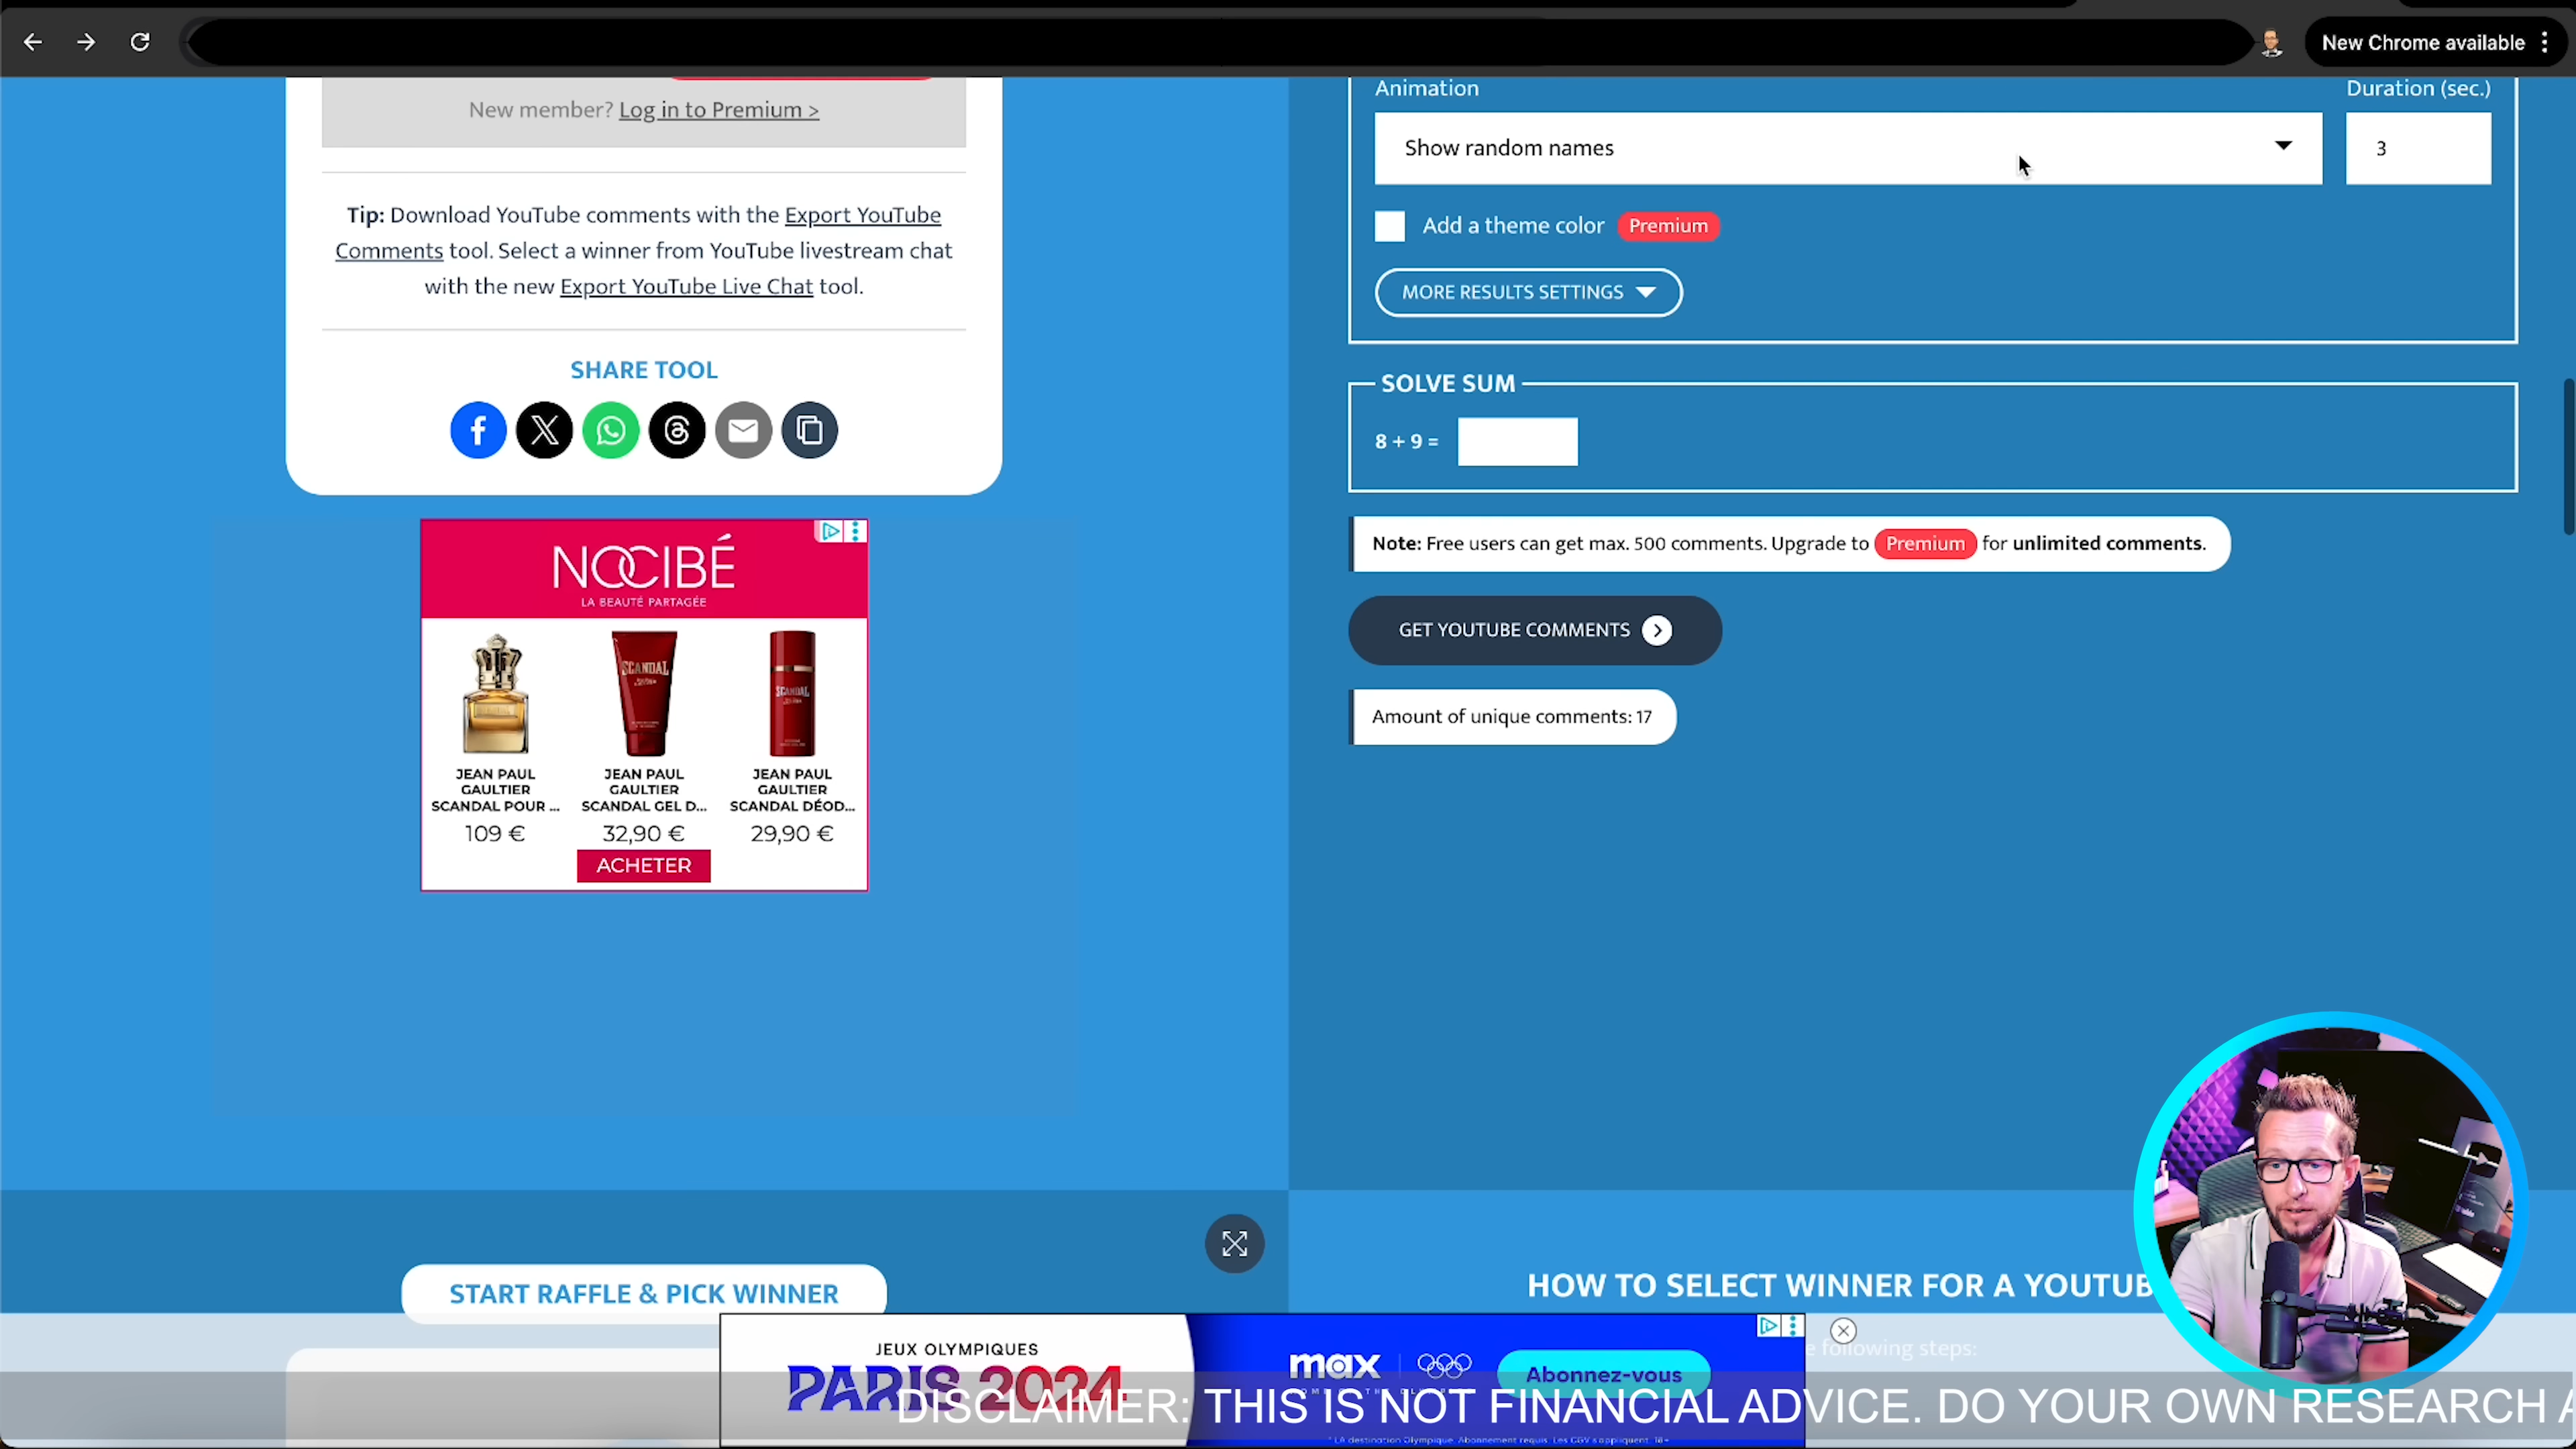 New Chrome available
New member? Log in to Premium >
Tip: Download YouTube comments with the Export YouTube
Comments tool. Select a winner from YouTube livestream chat
with the new Export YouTube Live Chat tool.
SHARE TOOL
NOCIBÉ
LA BEAUTÉ PARTAGÉE
SCANDAL
SCANDAL
JEAN PAUL
GAULTIER
SCANDAL POUR ...
109 €
JEAN PAUL
GAULTIER
SCANDAL GEL D...
32,90 €
JEAN PAUL
GAULTIER
SCANDAL DÉOD...
29,90 €
ACHETER
START RAFFLE & PICK WINNER
Animation
Duration (sec.)
Show random names
3
Add a theme color Premium
MORE RESULTS SETTINGS
SOLVE SUM
8 + 9 =
Note: Free users can get max. 500 comments. Upgrade to Premium for unlimited comments.
GET YOUTUBE COMMENTS
Amount of unique comments: 17
HOW TO SELECT WINNER FOR A YOUTUB
following steps:
JEUX OLYMPIQUES
PARIS 2024
max
Abonnez-vous
DISCLAIMER: THIS IS NOT FINANCIAL ADVICE. DO YOUR OWN RESEARCH